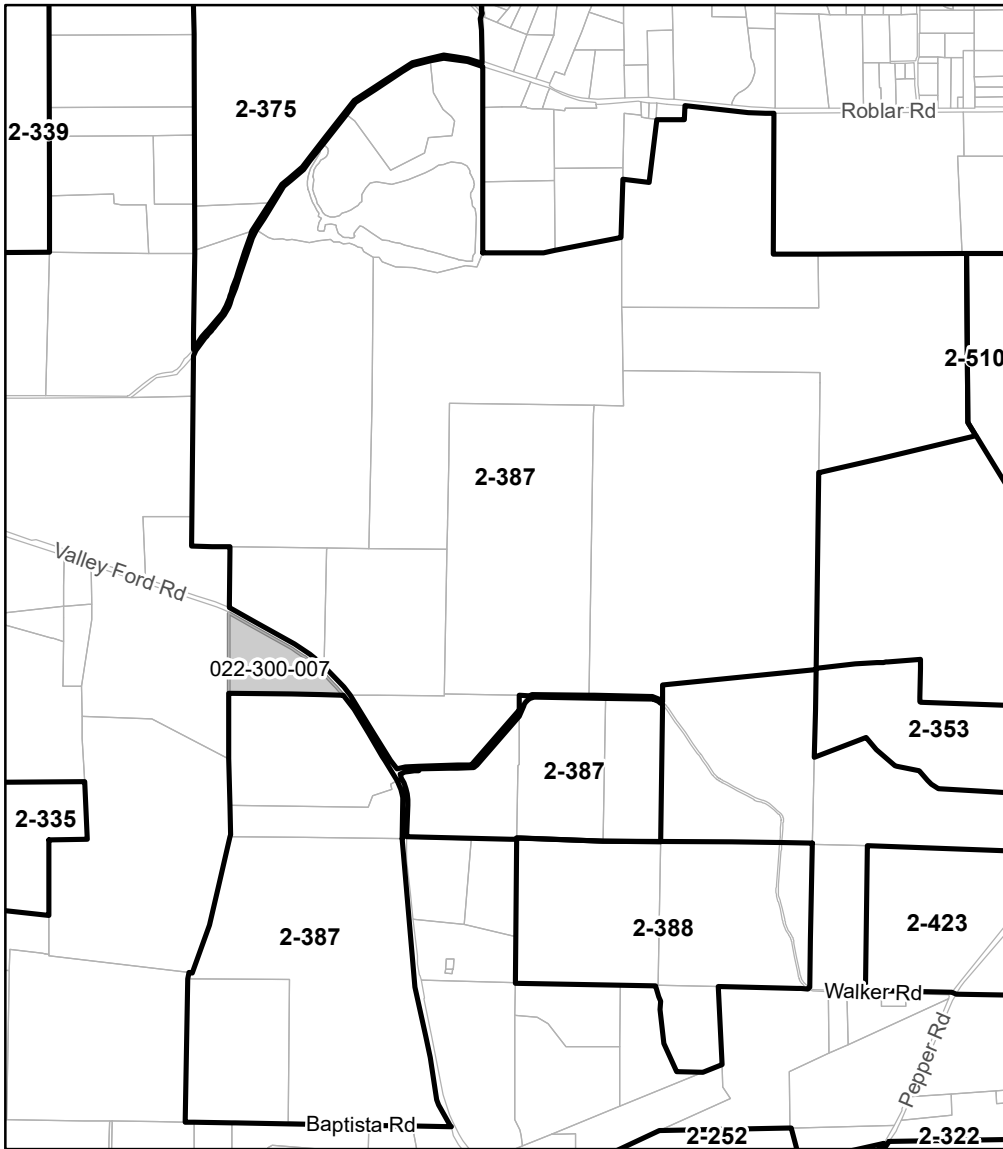 Roblar Rd
2-375
2-339
2-510
2-387
Valley Ford Rd
022-300-007
2-353
2-387
2-335
2-423
2-388
2-387
Walker Rd
Pepper Rd
Baptista Rd
2-252
2-322